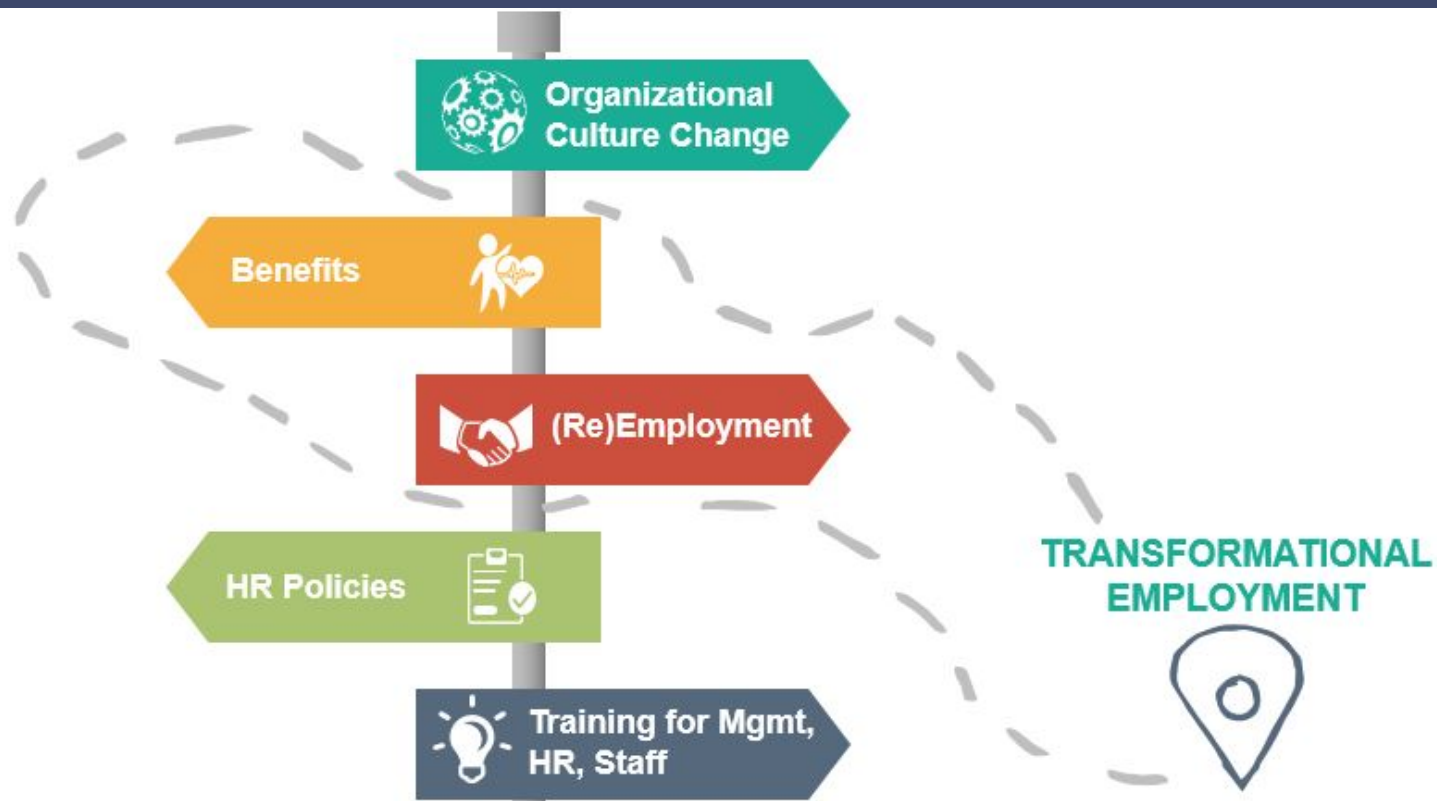 Organizational
Culture Change
Benefits
(Re)Employment
HR Policies
TRANSFORMATIONAL
EMPLOYMENT
Training for Mgmt,
HR, Staff